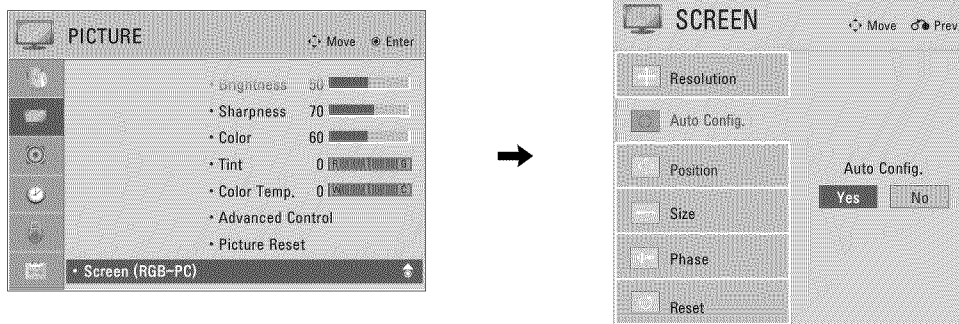 PICTURE
Move Enter
• Brightness 50
• Sharpness 70
• Color 60
• Tint 0 R G
• Color Temp. 0 W C
• Advanced Control
• Picture Reset
• Screen (RGB-PC)
SCREEN
Move Prev.
Resolution
Auto Config.
Position
Size
Phase
Reset
Auto Config.
Yes No